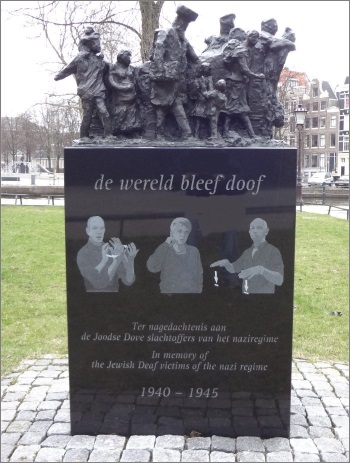 de wereld bleef doof
Ter nagedachtenis aan
de Joodse Dove slachtoffers van het naziregime
In memory of
the Jewish Deaf victims of the nazi regime
1940 – 1945